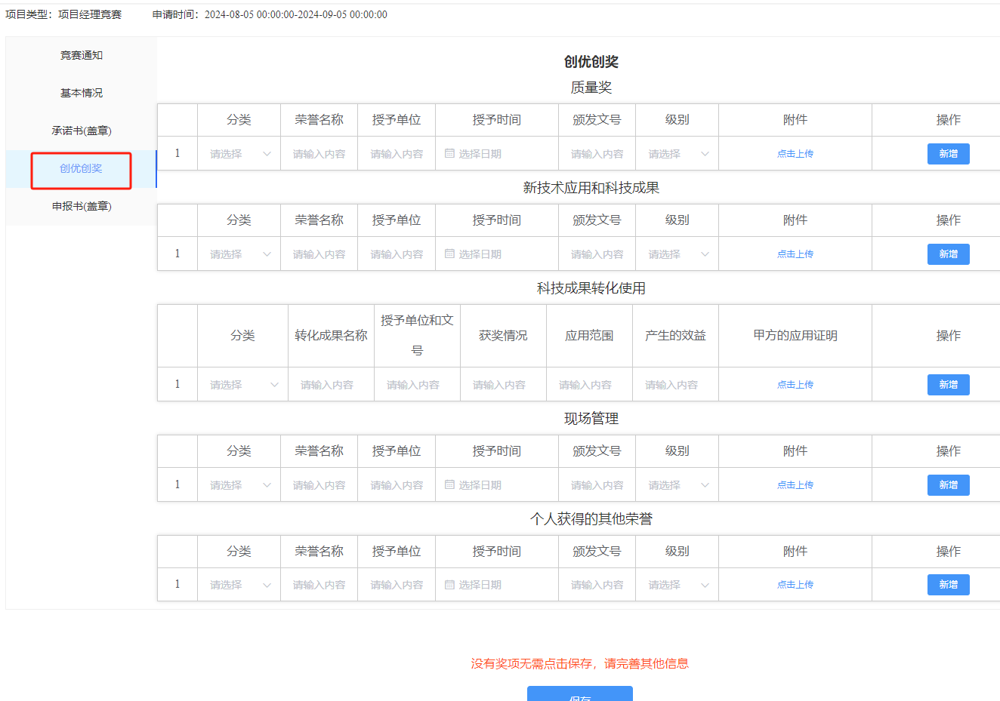 项目类型：项目经理竞赛 申请时间：2024-08-05 00:00:00-2024-09-05 00:00:00
竞赛通知
基本情况
承诺书(盖章)
创优创奖
申报书(盖章)
创优创奖
质量奖
分类 荣誉名称 授予单位 授予时间 颁发文号 级别 附件 操作
1 请选择 请输入内容 请输入内容 选择日期 请输入内容 请选择 点击上传 新增
新技术应用和科技成果
分类 荣誉名称 授予单位 授予时间 颁发文号 级别 附件 操作
1 请选择 请输入内容 请输入内容 选择日期 请输入内容 请选择 点击上传 新增
科技成果转化使用
分类 转化成果名称 授予单位和文号 获奖情况 应用范围 产生的效益 甲方的应用证明 操作
1 请选择 请输入内容 请输入内容 请输入内容 请输入内容 请输入内容 点击上传 新增
现场管理
分类 荣誉名称 授予单位 授予时间 颁发文号 级别 附件 操作
1 请选择 请输入内容 请输入内容 选择日期 请输入内容 请选择 点击上传 新增
个人获得的其他荣誉
分类 荣誉名称 授予单位 授予时间 颁发文号 级别 附件 操作
1 请选择 请输入内容 请输入内容 选择日期 请输入内容 请选择 点击上传 新增
没有奖项无需点击保存，请完善其他信息
保存